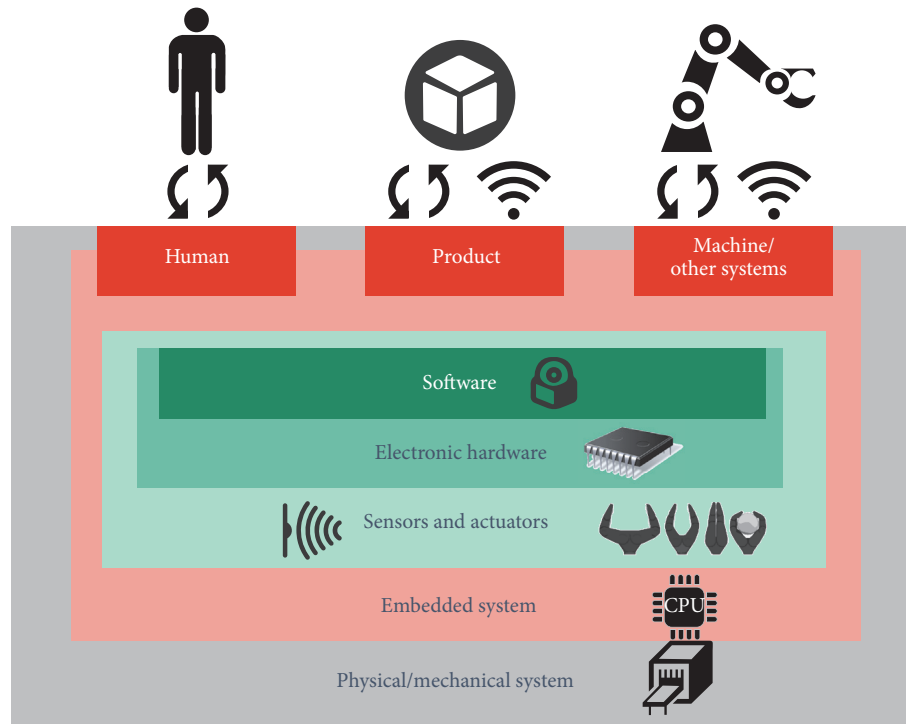 Human
Product
Machine/
other systems
Software
Electronic hardware
Sensors and actuators
Embedded system
CPU
Physical/mechanical system